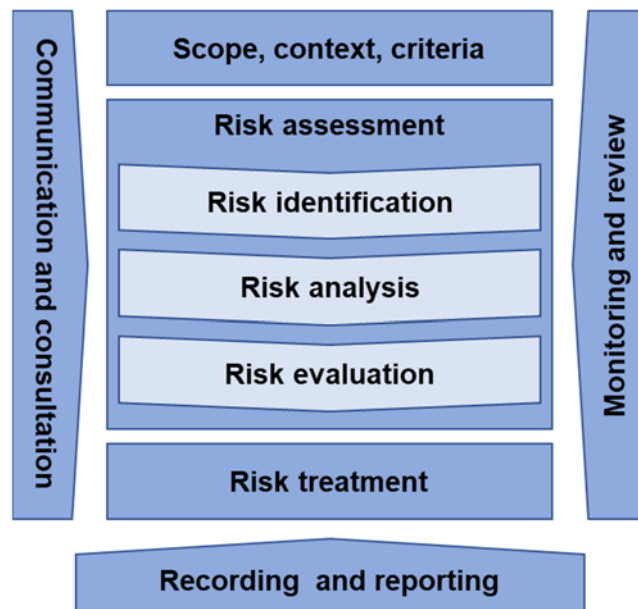 Communication and consultation
Scope, context, criteria
Risk assessment
Risk identification
Risk analysis
Risk evaluation
Risk treatment
Monitoring and review
Recording  and reporting